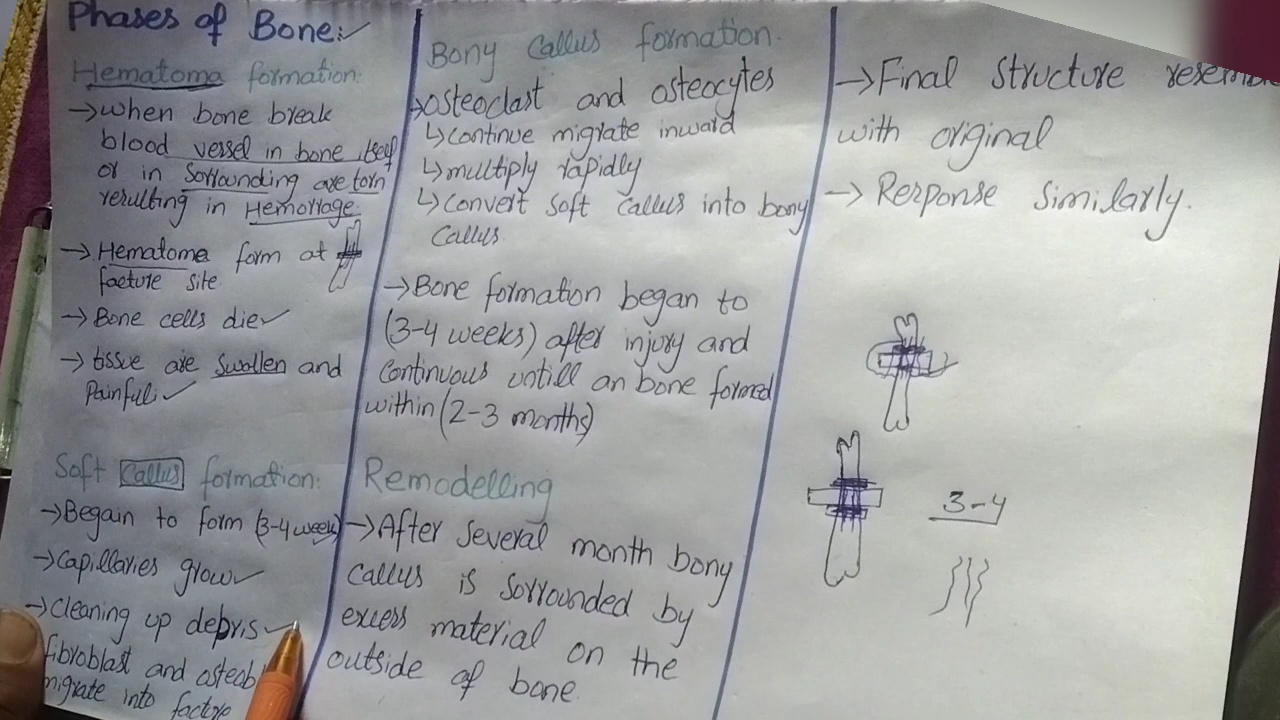 Phases of Bone:
Hematoma formation:
→ when bone break
blood vessel in bone itself
or in Sorrounding are torn
resulting in Hemorrage
→ Hematoma form at
facture site
→ Bone cells die
→ tissue are swollen and
Painful:
Soft Callus formation:
→ Begain to form (3-4 weeks)
→ Capillaries grow
→ Cleaning up debris
fibroblast and osteob
migrate into facture
Bony Callus formation.
→ osteoclast and osteocytes
↳ continue migrate inward
↳ multiply rapidly
↳ Convert Soft Callus into bony
Callus
→ Bone formation began to
(3-4 weeks) after injury and
continuous untill an bone formed
within (2-3 months)
Remodelling
→ After several month bony
callus is sorrounded by
excess material on the
outside of bone
→ Final Structure resem
with original
→ Response similarly.
3-4